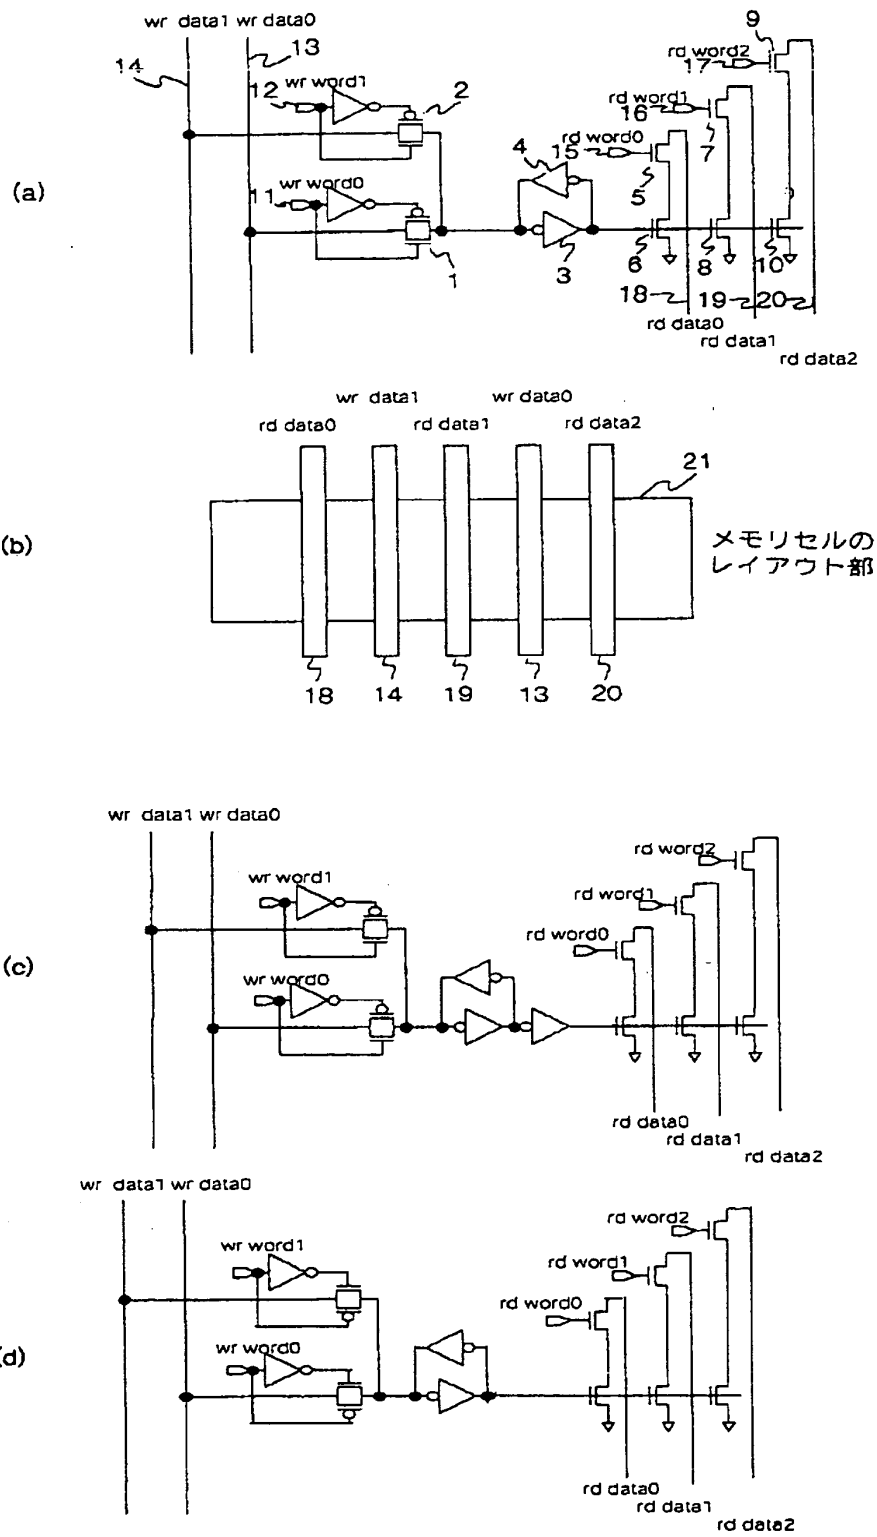 wr data1 wr data0
13
14
12
wr word1
2
11
wr word0
1
4
3
9
rd word2
17
rd word1
16
7
rd word0
15
5
6
8
10
18
19
20
rd data0
rd data1
rd data2
(a)
wr data1
wr data0
rd data0
rd data1
rd data2
21
(b)
メモリセルの
レイアウト部
18
14
19
13
20
wr data1 wr data0
wr word1
wr word0
rd word2
rd word1
rd word0
(c)
rd data0
rd data1
rd data2
wr data1 wr data0
wr word1
wr word0
rd word2
rd word1
rd word0
(d)
rd data0
rd data1
rd data2